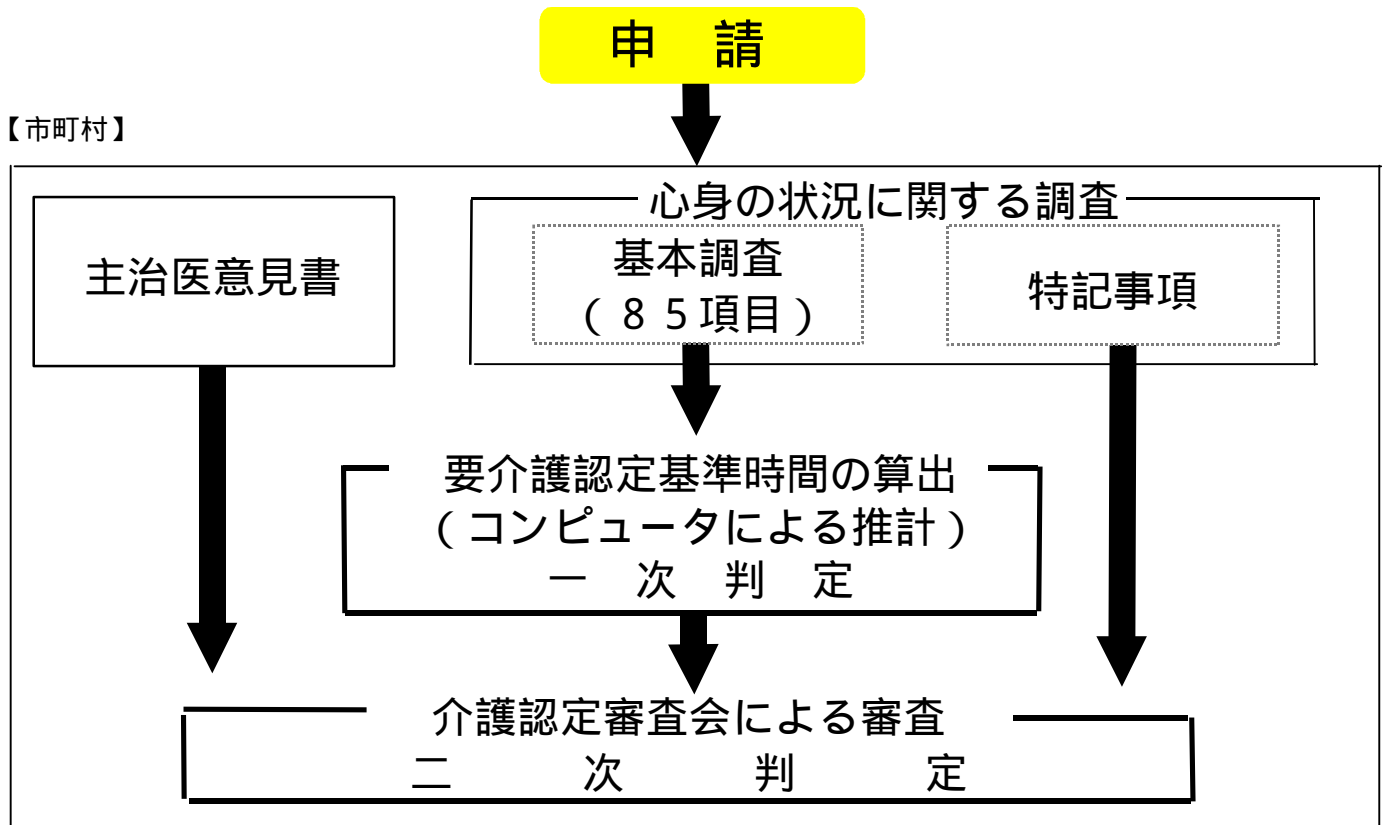 申　請
【市町村】
心身の状況に関する調査
主治医意見書
基本調査
（８５項目）
特記事項
要介護認定基準時間の算出
（コンピュータによる推計）
一　次　判　定
介護認定審査会による審査
二　　次　　判　　定